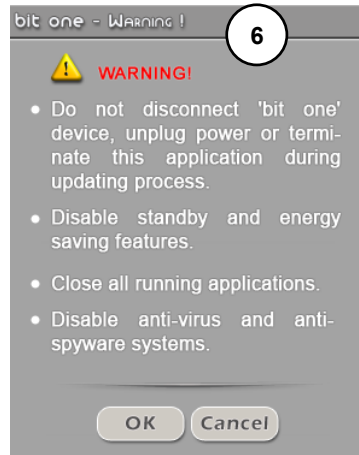 bit one - Warning !
6
WARNING!
• Do not disconnect 'bit one'
device, unplug power or termi-
nate this application during
updating process.
• Disable standby and energy
saving features.
• Close all running applications.
• Disable anti-virus and anti-
spyware systems.
OK Cancel